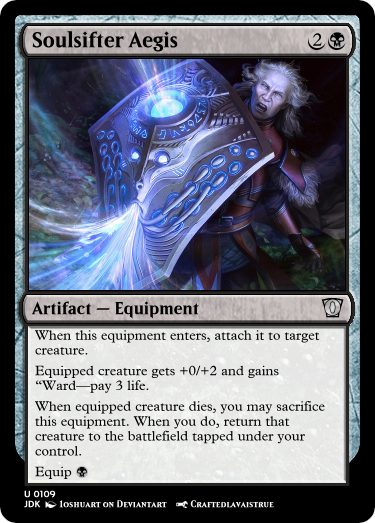 Soulsifter Aegis 2
Artifact — Equipment
When this equipment enters, attach it to target
creature.
Equipped creature gets +0/+2 and gains
“Ward—pay 3 life.
When equipped creature dies, you may sacrifice
this equipment. When you do, return that
creature to the battlefield tapped under your
control.
Equip
U 0109
JDK Ioshuart on Deviantart Craftedlavaistrue